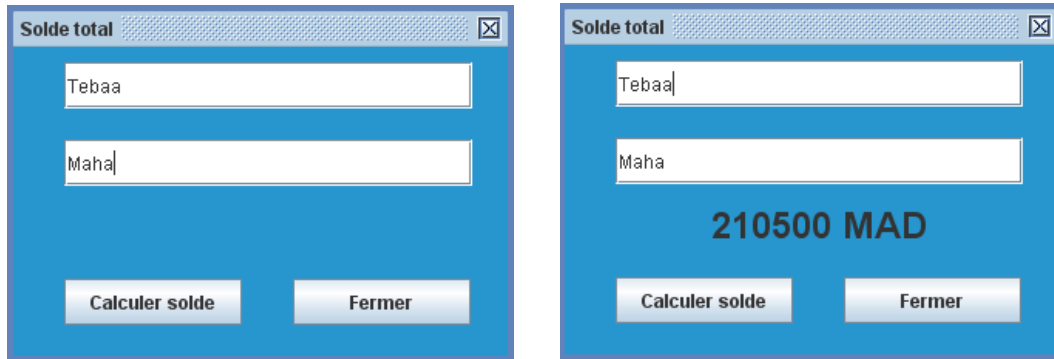 Solde total
Tebaa
Maha
Calculer solde
Fermer
Solde total
Tebaa
Maha
210500 MAD
Calculer solde
Fermer